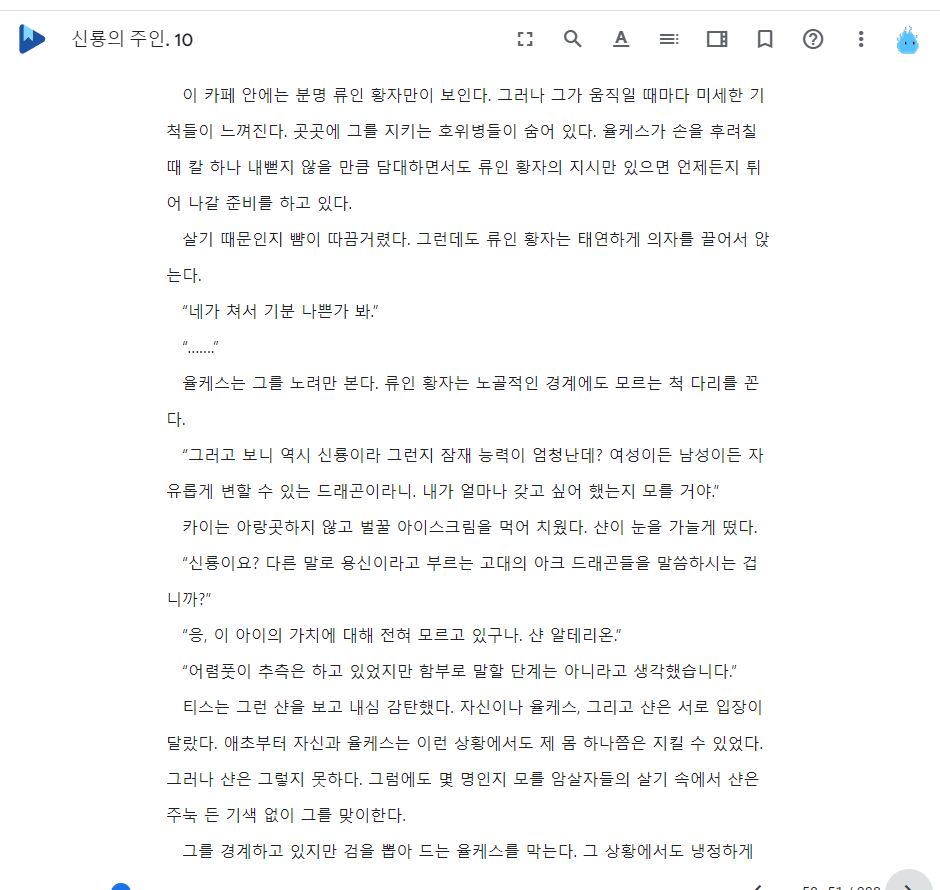 신룡의 주인. 10
이 카페 안에는 분명 류인 황자만이 보인다. 그러나 그가 움직일 때마다 미세한 기
척들이 느껴진다. 곳곳에 그를 지키는 호위병들이 숨어 있다. 율케스가 손을 후려칠
때 칼 하나 내뻗지 않을 만큼 담대하면서도 류인 황자의 지시만 있으면 언제든지 튀
어 나갈 준비를 하고 있다.
살기 때문인지 뺨이 따끔거렸다. 그런데도 류인 황자는 태연하게 의자를 끌어서 앉
는다.
“네가 쳐서 기분 나쁜가 봐.”
“…….”
율케스는 그를 노려만 본다. 류인 황자는 노골적인 경계에도 모르는 척 다리를 꼰
다.
“그러고 보니 역시 신룡이라 그런지 잠재 능력이 엄청난데? 여성이든 남성이든 자
유롭게 변할 수 있는 드래곤이라니. 내가 얼마나 갖고 싶어 했는지 모를 거야.”
카이는 아랑곳하지 않고 벌꿀 아이스크림을 먹어 치웠다. 샨이 눈을 가늘게 떴다.
“신룡이요? 다른 말로 용신이라고 부르는 고대의 아크 드래곤들을 말씀하시는 겁
니까?”
“응, 이 아이의 가치에 대해 전혀 모르고 있구나. 샨 알테리온.”
“어렴풋이 추측은 하고 있었지만 함부로 말할 단계는 아니라고 생각했습니다.”
티스는 그런 샨을 보고 내심 감탄했다. 자신이나 율케스, 그리고 샨은 서로 입장이
달랐다. 애초부터 자신과 율케스는 이런 상황에서도 제 몸 하나쯤은 지킬 수 있었다.
그러나 샨은 그렇지 못하다. 그럼에도 몇 명인지 모를 암살자들의 살기 속에서 샨은
주눅 든 기색 없이 그를 맞이한다.
그를 경계하고 있지만 검을 뽑아 드는 율케스를 막는다. 그 상황에서도 냉정하게